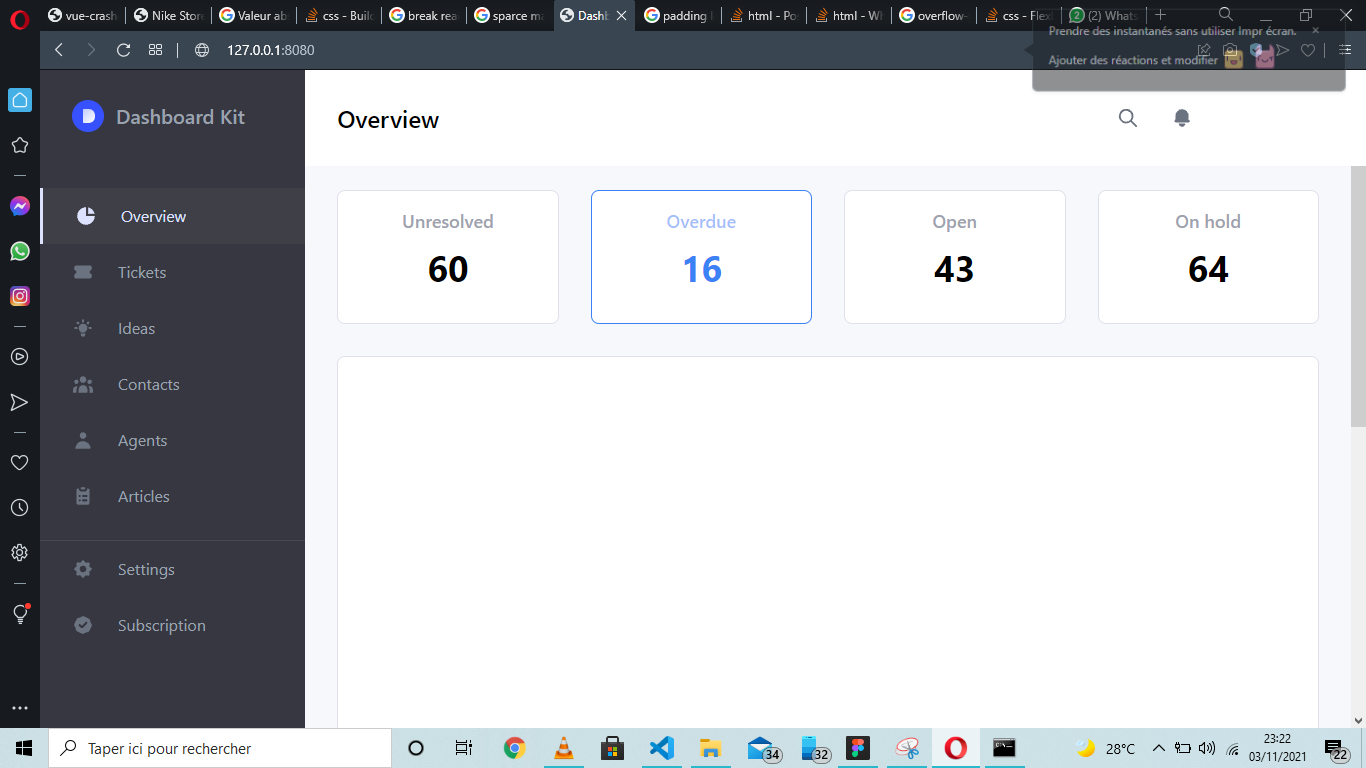 vue-crash
Nike Store
Valeur ab
css - Build
break rea
sparce ma
Dashb
padding
html - Po
html - Wh
overflow-
css - Flex
(2) Whats
Prendre des instantanés sans utiliser Impr écran.
127.0.0.1:8080
Ajouter des réactions et modifier
Dashboard Kit
Overview
Overview
Tickets
Ideas
Contacts
Agents
Articles
Settings
Subscription
Unresolved
60
Overdue
16
Open
43
On hold
64
Taper ici pour rechercher
34
32
28°C
23:22
03/11/2021
22